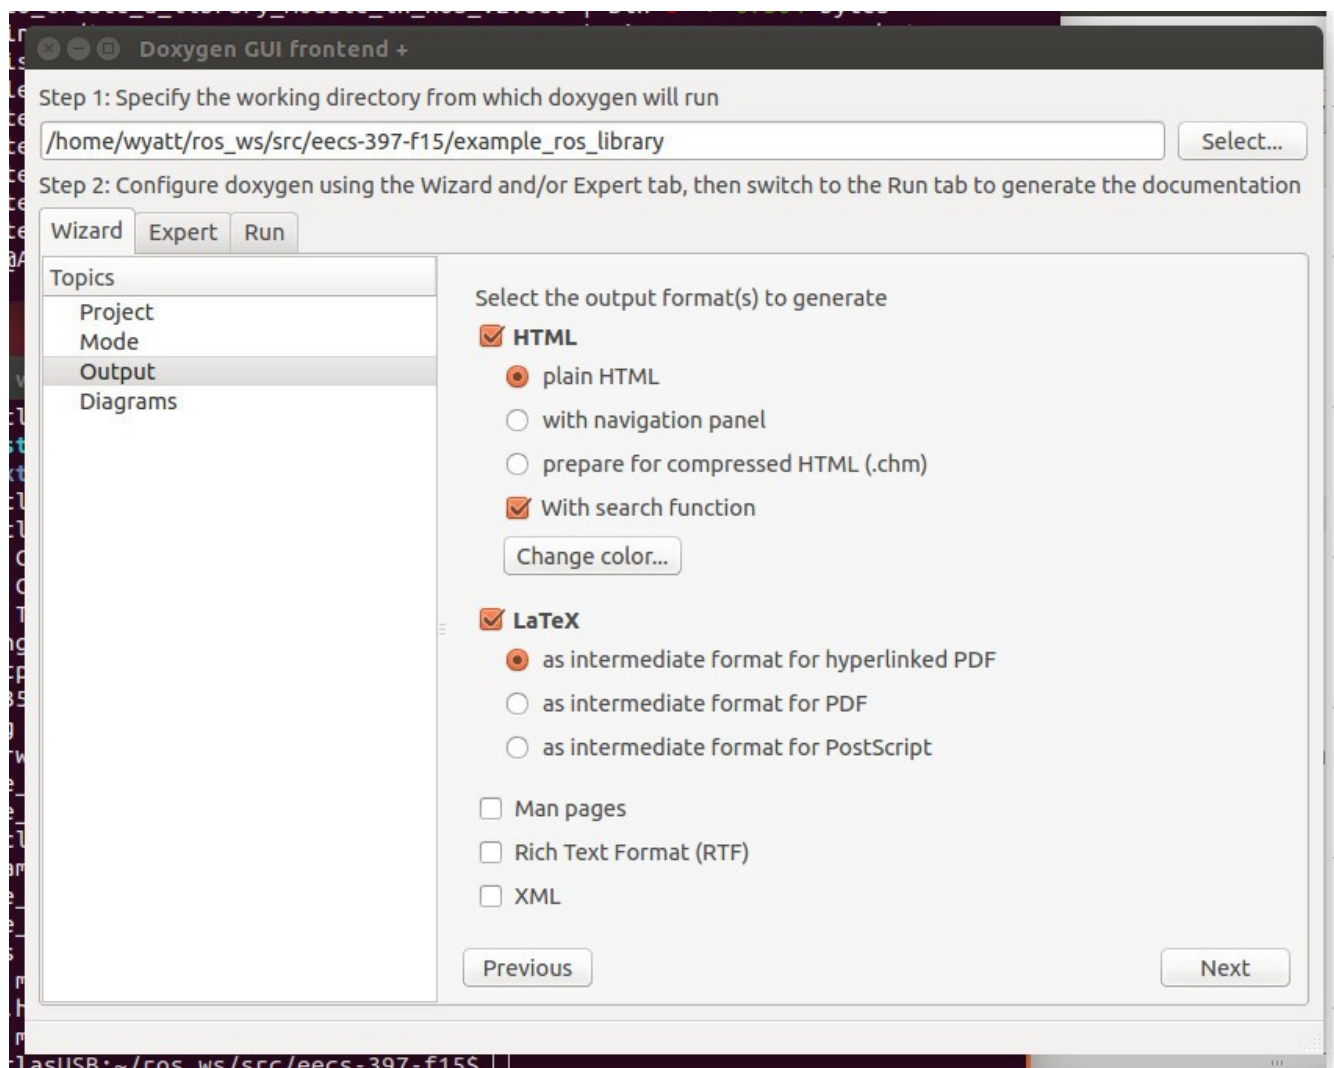 Doxygen GUI frontend +
Step 1: Specify the working directory from which doxygen will run
/home/wyatt/ros_ws/src/eecs-397-f15/example_ros_library
Select...
Step 2: Configure doxygen using the Wizard and/or Expert tab, then switch to the Run tab to generate the documentation
Wizard Expert Run
Topics
Project
Mode
Output
Diagrams
Select the output format(s) to generate
HTML
plain HTML
with navigation panel
prepare for compressed HTML (.chm)
With search function
Change color...
LaTeX
as intermediate format for hyperlinked PDF
as intermediate format for PDF
as intermediate format for PostScript
Man pages
Rich Text Format (RTF)
XML
Previous
Next